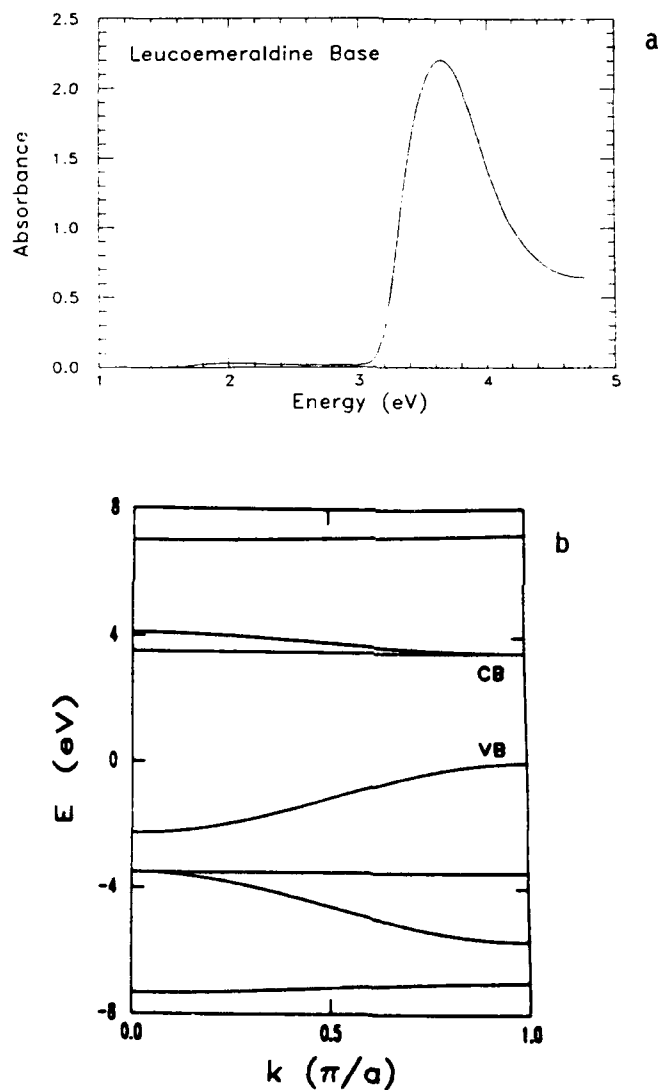 a
Leucoemeraldine Base
2.5
2.0
1.5
1.0
0.5
0.0
Absorbance
1 2 3 4 5
Energy (eV)
b
8
4
0
-4
-8
E (eV)
CB
VB
0.0 0.5 1.0
k (π/a)